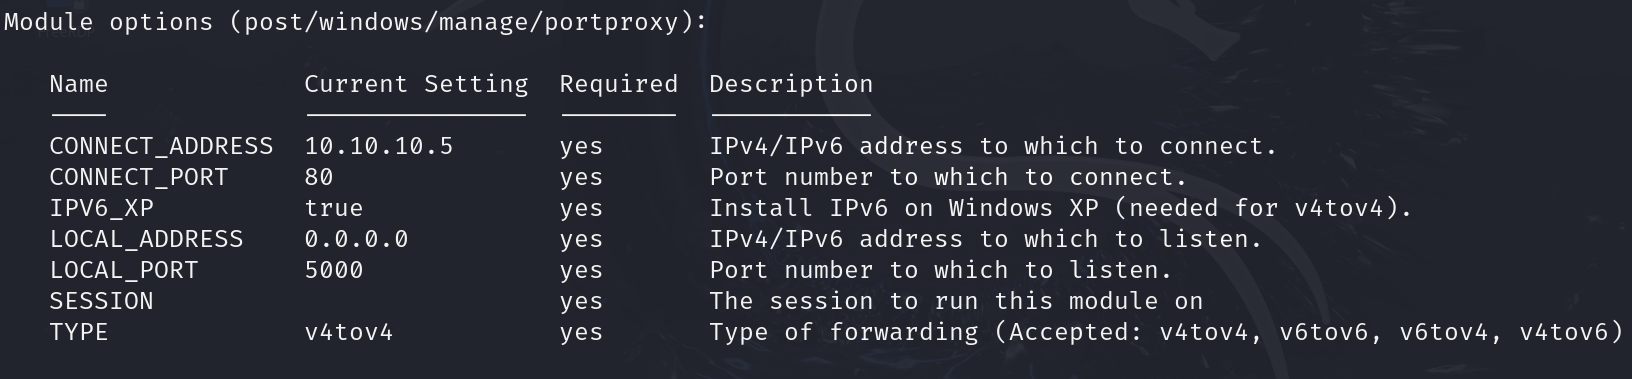 Module options (post/windows/manage/portproxy):
Name Current Setting Required Description
CONNECT_ADDRESS 10.10.10.5 yes IPv4/IPv6 address to which to connect.
CONNECT_PORT 80 yes Port number to which to connect.
IPV6_XP true yes Install IPv6 on Windows XP (needed for v4tov4).
LOCAL_ADDRESS 0.0.0.0 yes IPv4/IPv6 address to which to listen.
LOCAL_PORT 5000 yes Port number to which to listen.
SESSION yes The session to run this module on
TYPE v4tov4 yes Type of forwarding (Accepted: v4tov4, v6tov6, v6tov4, v4tov6)